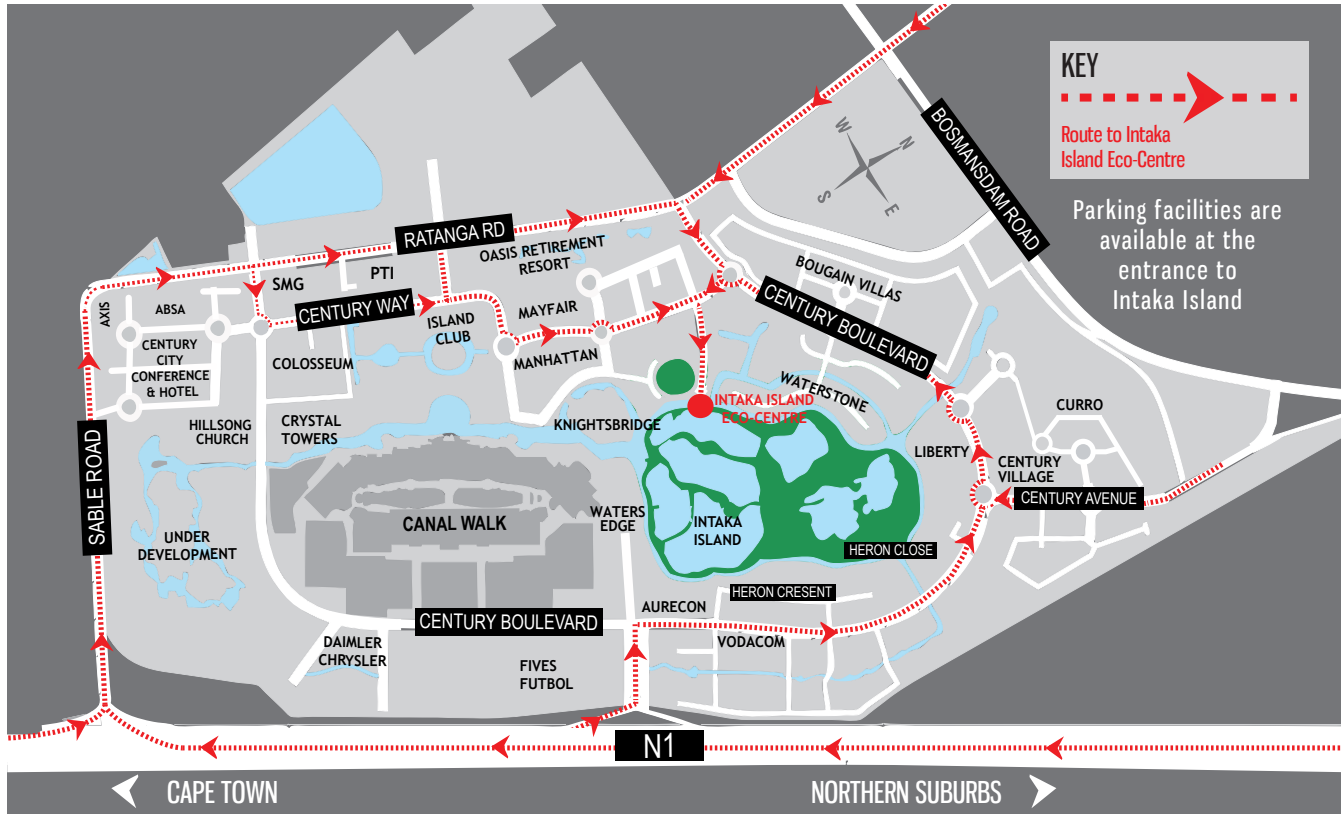 KEY
Route to Intaka
Island Eco-Centre
Parking facilities are
available at the
entrance to
Intaka Island
W
N
S
E
BOSMANSDAM ROAD
RATANGA RD
OASIS RETIREMENT
RESORT
SMG
PTI
BOUGAIN VILLAS
AXIS
ABSA
CENTURY WAY
ISLAND
CLUB
MAYFAIR
CENTURY BOULEVARD
CENTURY
CITY
CONFERENCE
& HOTEL
COLOSSEUM
MANHATTAN
WATERSTONE
INTAKA ISLAND
ECO-CENTRE
CURRO
HILLSONG
CHURCH
CRYSTAL
TOWERS
KNIGHTSBRIDGE
LIBERTY
CENTURY
VILLAGE
CENTURY AVENUE
SABLE ROAD
CANAL WALK
WATERS
EDGE
INTAKA
ISLAND
UNDER
DEVELOPMENT
HERON CLOSE
HERON CRESENT
AURECON
CENTURY BOULEVARD
VODACOM
DAIMLER
CHRYSLER
FIVES
FUTBOL
N1
CAPE TOWN
NORTHERN SUBURBS